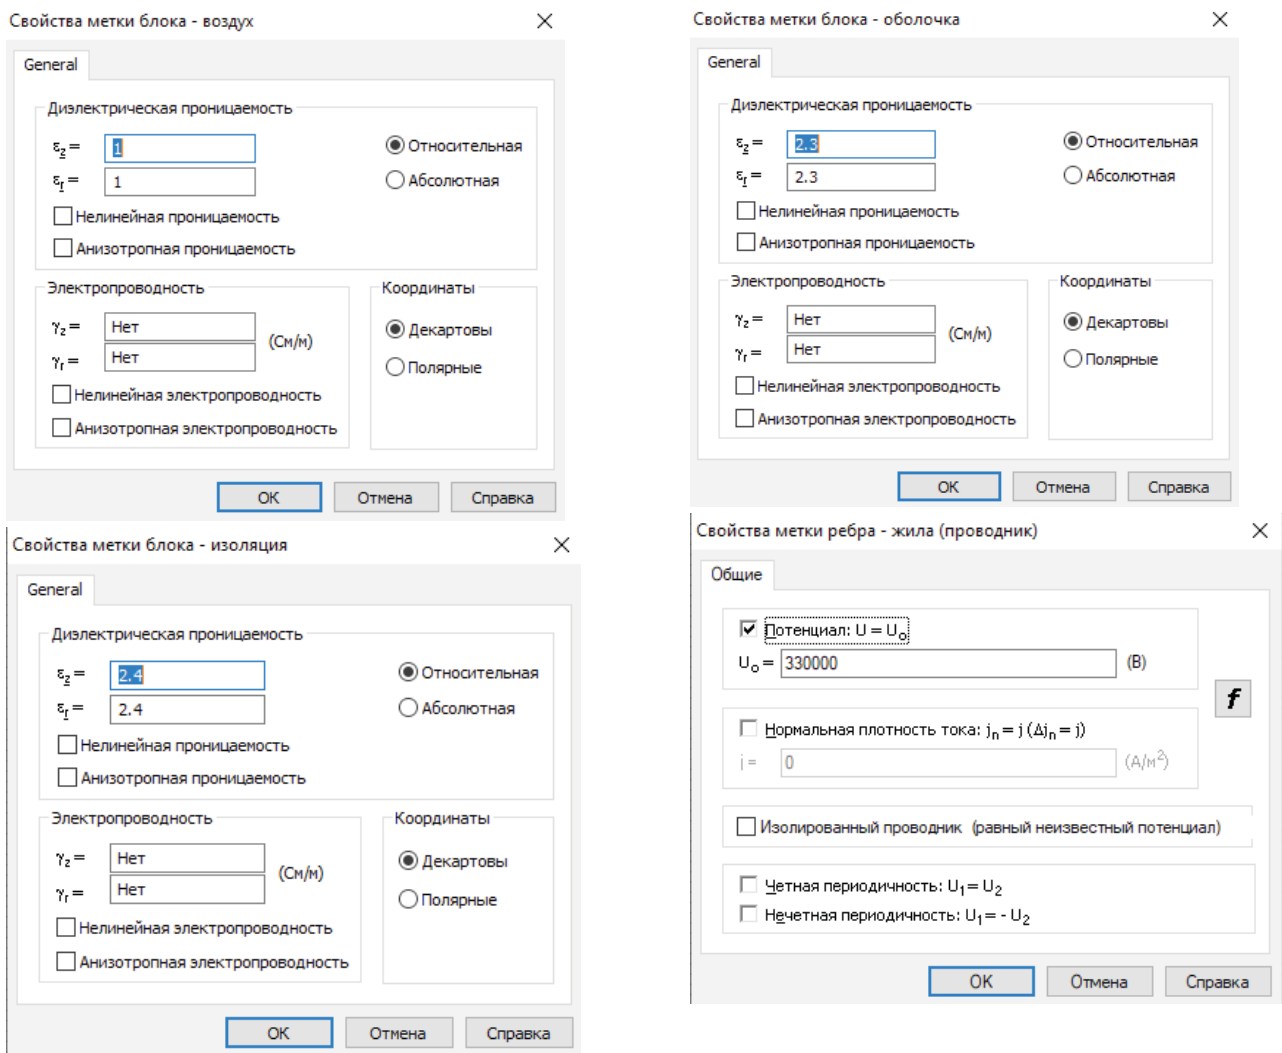 Свойства метки блока - воздух
General
Диэлектрическая проницаемость
εz = 1
Относительная
εr = 1
Абсолютная
Нелинейная проницаемость
Анизотропная проницаемость
Электропроводность
Координаты
γz = Нет
(См/м)
Декартовы
γr = Нет
Полярные
Нелинейная электропроводность
Анизотропная электропроводность
OK
Отмена
Справка
Свойства метки блока - оболочка
General
Диэлектрическая проницаемость
εz = 2.3
Относительная
εr = 2.3
Абсолютная
Нелинейная проницаемость
Анизотропная проницаемость
Электропроводность
Координаты
γz = Нет
(См/м)
Декартовы
γr = Нет
Полярные
Нелинейная электропроводность
Анизотропная электропроводность
OK
Отмена
Справка
Свойства метки блока - изоляция
General
Диэлектрическая проницаемость
εz = 2.4
Относительная
εr = 2.4
Абсолютная
Нелинейная проницаемость
Анизотропная проницаемость
Электропроводность
Координаты
γz = Нет
(См/м)
Декартовы
γr = Нет
Полярные
Нелинейная электропроводность
Анизотропная электропроводность
OK
Отмена
Справка
Свойства метки ребра - жила (проводник)
Общие
Потенциал: U = Uo
Uo = 330000 (В)
f
Нормальная плотность тока: jn = j (Δjn = j)
j = 0 (А/м²)
Изолированный проводник (равный неизвестный потенциал)
Четная периодичность: U1 = U2
Нечетная периодичность: U1 = - U2
OK
Отмена
Справка